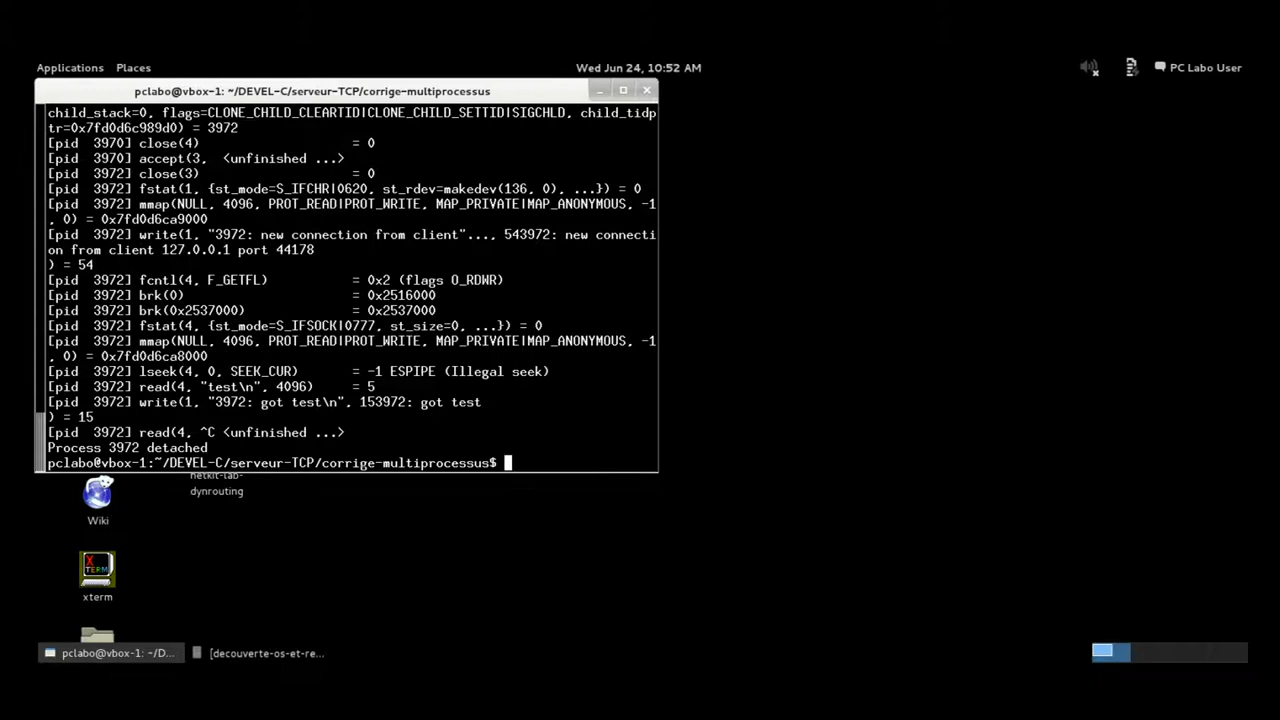 Applications Places Wed Jun 24, 10:52 AM PC Labo User
pclabo@vbox-1: ~/DEVEL-C/serveur-TCP/corrige-multiprocessus
child_stack=0, flags=CLONE_CHILD_CLEARTID|CLONE_CHILD_SETTID|SIGCHLD, child_tidp
tr=0x7fd0d6c989d0) = 3972
[pid  3970] close(4)                    = 0
[pid  3970] accept(3,  <unfinished ...>
[pid  3972] close(3)                    = 0
[pid  3972] fstat(1, {st_mode=S_IFCHR|0620, st_rdev=makedev(136, 0), ...}) = 0
[pid  3972] mmap(NULL, 4096, PROT_READ|PROT_WRITE, MAP_PRIVATE|MAP_ANONYMOUS, -1
, 0) = 0x7fd0d6ca9000
[pid  3972] write(1, "3972: new connection from client"..., 543972: new connecti
on from client 127.0.0.1 port 44178
) = 54
[pid  3972] fcntl(4, F_GETFL)           = 0x2 (flags O_RDWR)
[pid  3972] brk(0)                      = 0x2516000
[pid  3972] brk(0x2537000)              = 0x2537000
[pid  3972] fstat(4, {st_mode=S_IFSOCK|0777, st_size=0, ...}) = 0
[pid  3972] mmap(NULL, 4096, PROT_READ|PROT_WRITE, MAP_PRIVATE|MAP_ANONYMOUS, -1
, 0) = 0x7fd0d6ca8000
[pid  3972] lseek(4, 0, SEEK_CUR)       = -1 ESPIPE (Illegal seek)
[pid  3972] read(4, "test\n", 4096)     = 5
[pid  3972] write(1, "3972: got test\n", 153972: got test
) = 15
[pid  3972] read(4, ^C <unfinished ...>
Process 3972 detached
pclabo@vbox-1:~/DEVEL-C/serveur-TCP/corrige-multiprocessus$
netkit-lab-
dynrouting
Wiki
xterm
pclabo@vbox-1: ~/D... [decouverte-os-et-re...